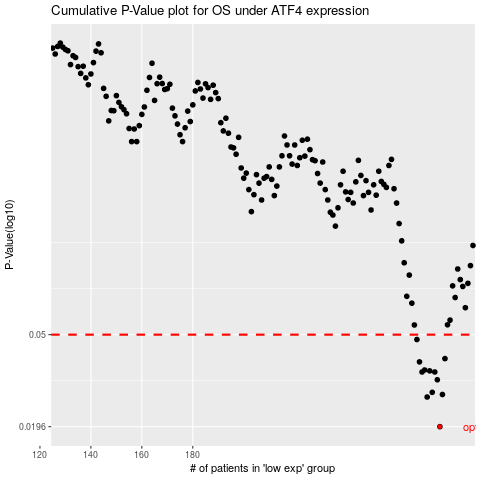 Cumulative P-Value plot for OS under ATF4 expression
P-Value(log10)
0.05
0.0196
op
120 140 160 180
# of patients in 'low exp' group